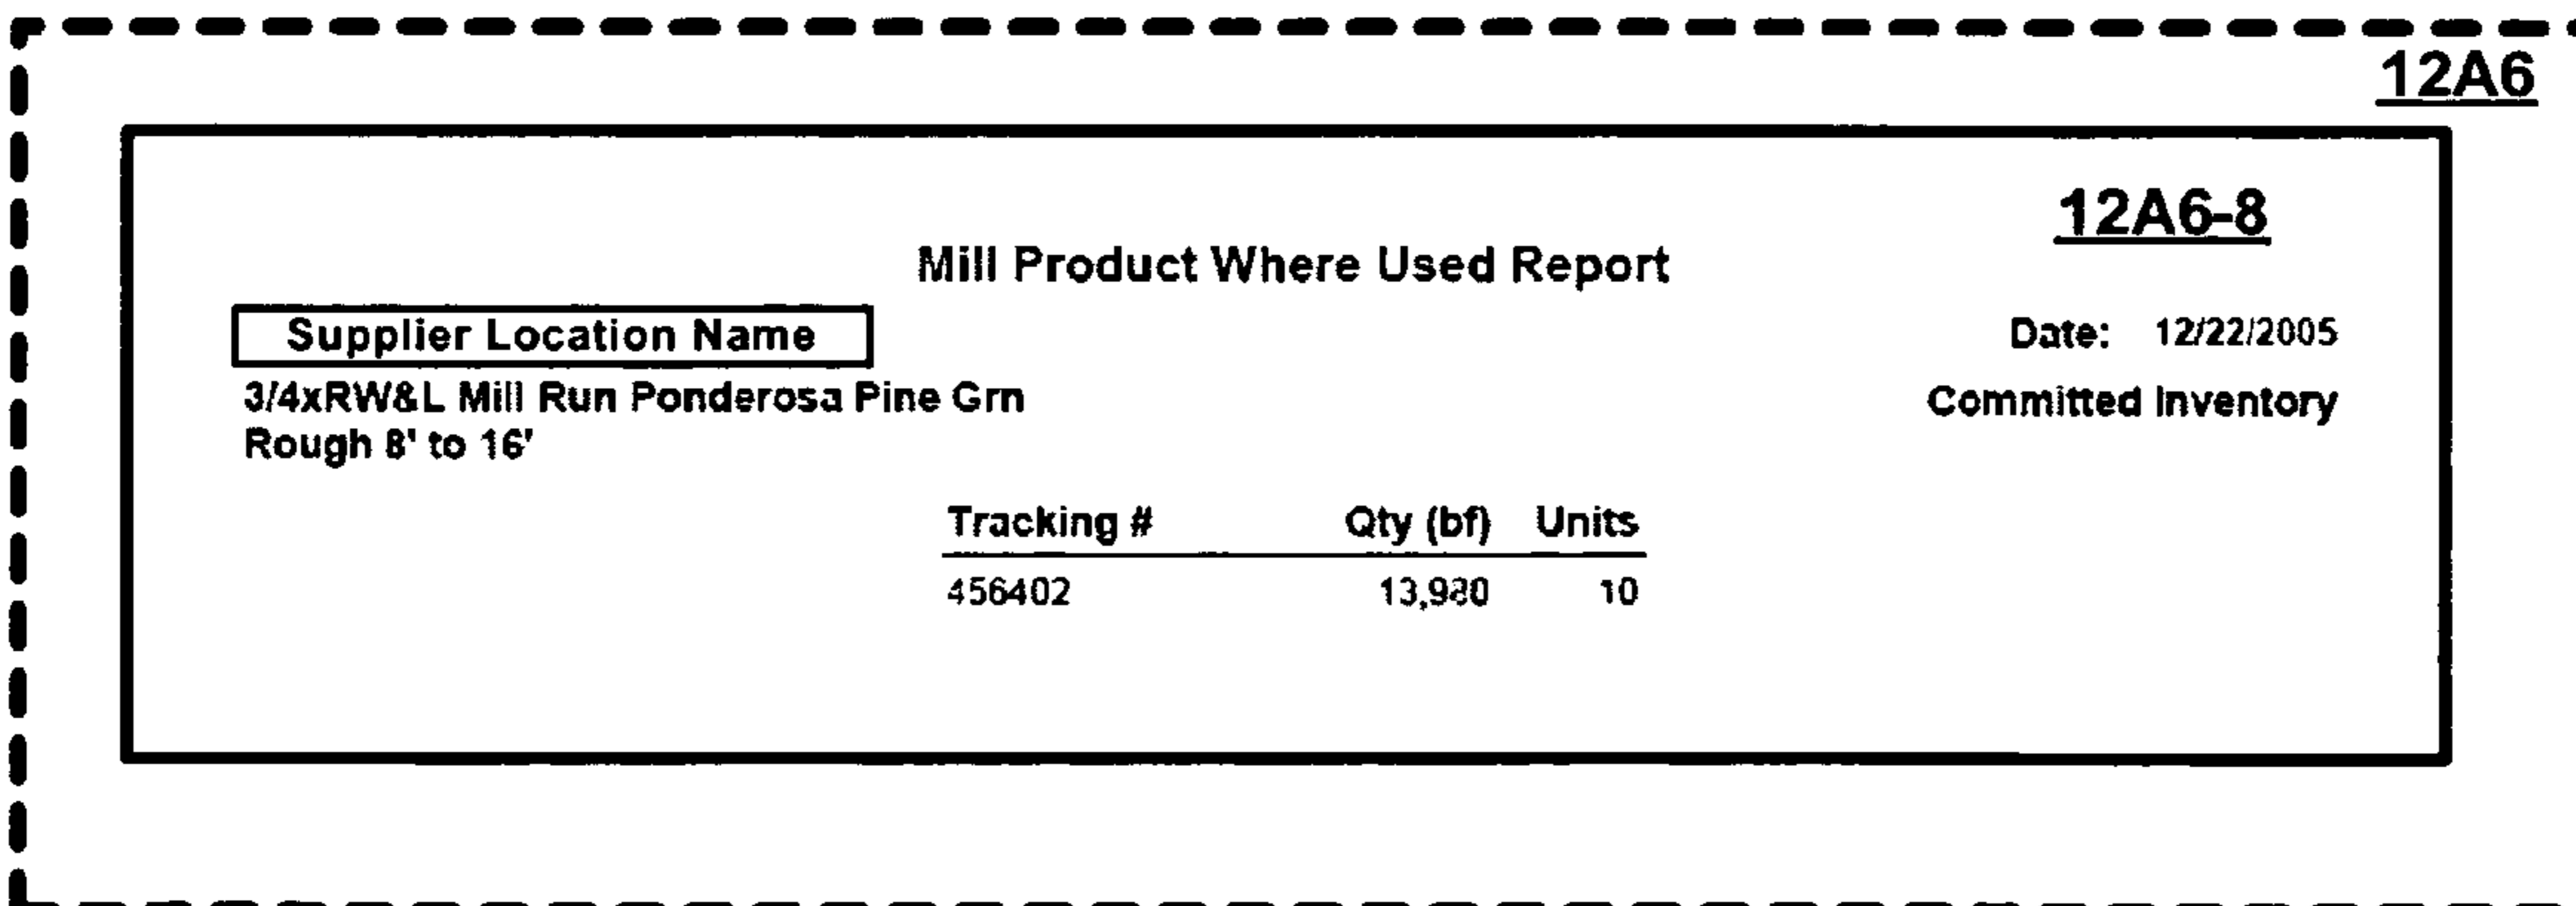 12A6
12A6-8
Mill Product Where Used Report
Supplier Location Name
Date: 12/22/2005
3/4xRW&L Mill Run Ponderosa Pine Grn
Committed Inventory
Rough 8' to 16'
Tracking # Qty (bf) Units
456402 13,980 10